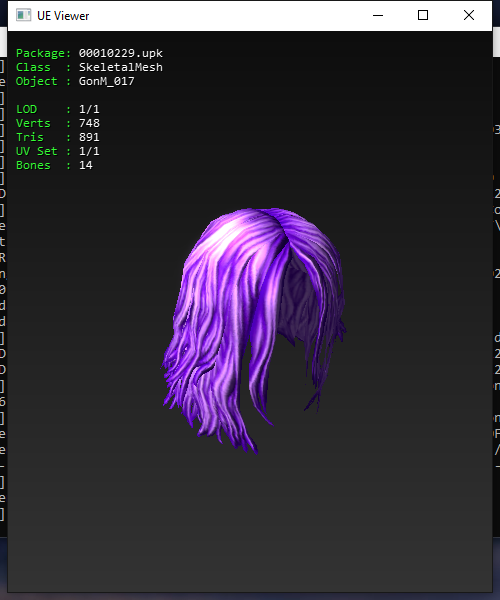 UE Viewer
Package: 00010229.upk
Class : SkeletalMesh
Object : GonM_017
LOD : 1/1
Verts : 748
Tris : 891
UV Set : 1/1
Bones : 14